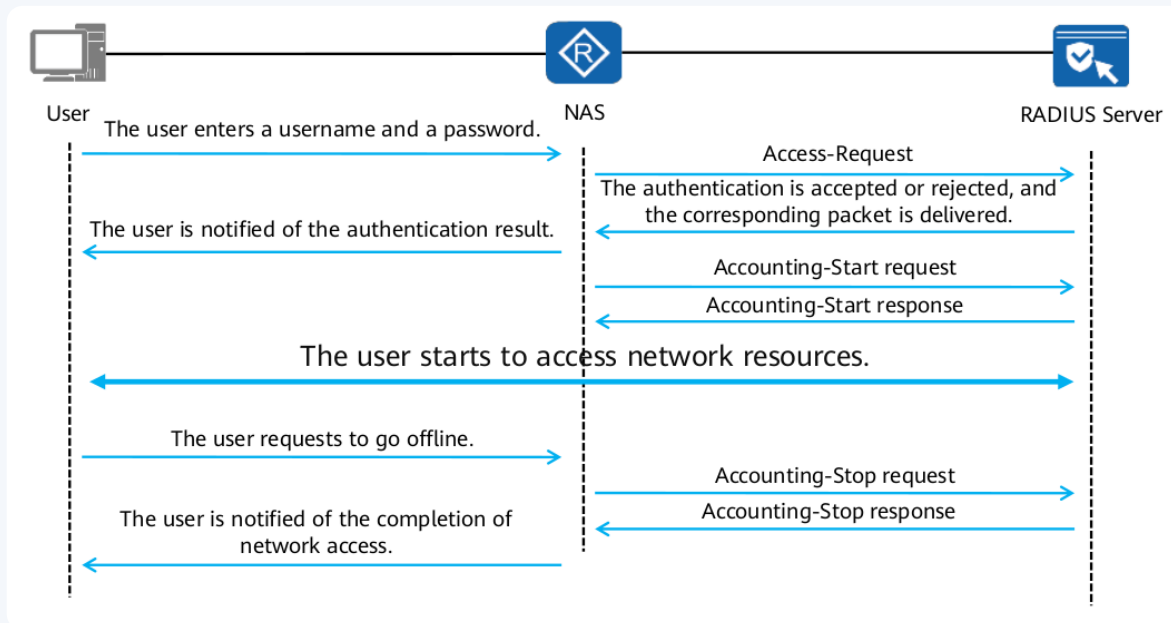 R
User
NAS
RADIUS Server
The user enters a username and a password.
Access-Request
The authentication is accepted or rejected, and
the corresponding packet is delivered.
The user is notified of the authentication result.
Accounting-Start request
Accounting-Start response
The user starts to access network resources.
The user requests to go offline.
Accounting-Stop request
Accounting-Stop response
The user is notified of the completion of
network access.